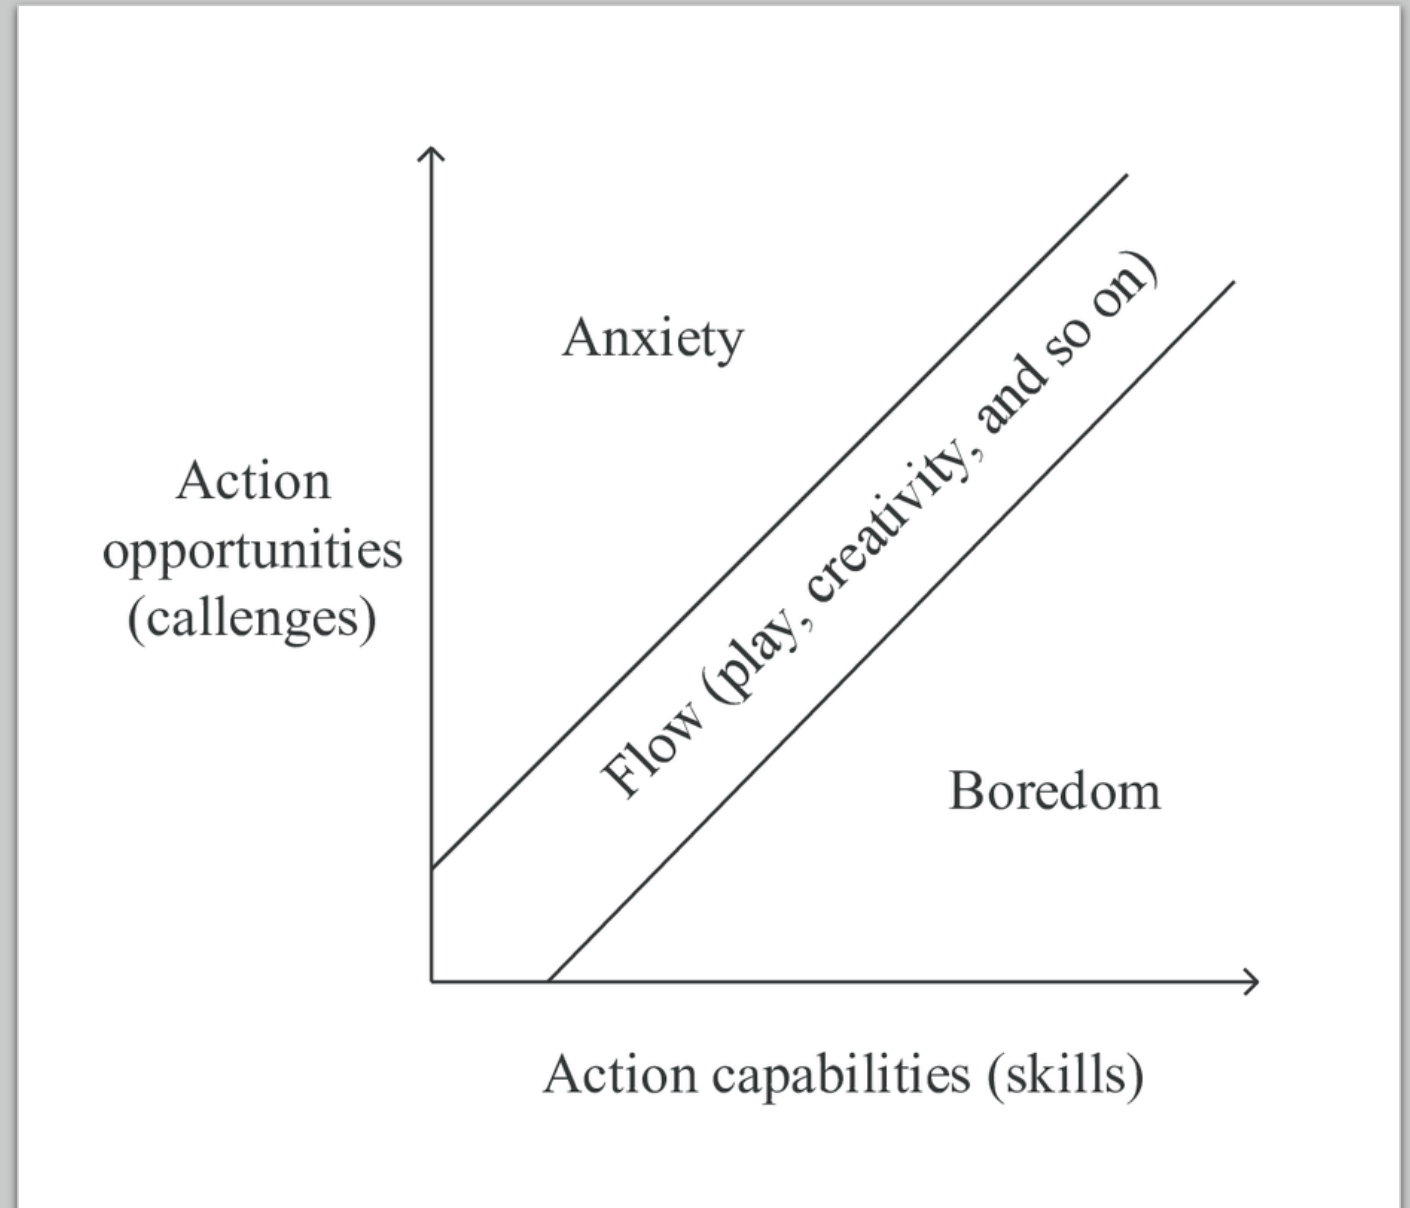 Anxiety
Action
opportunities
(callenges)
Flow (play, creativity, and so on)
Boredom
Action capabilities (skills)